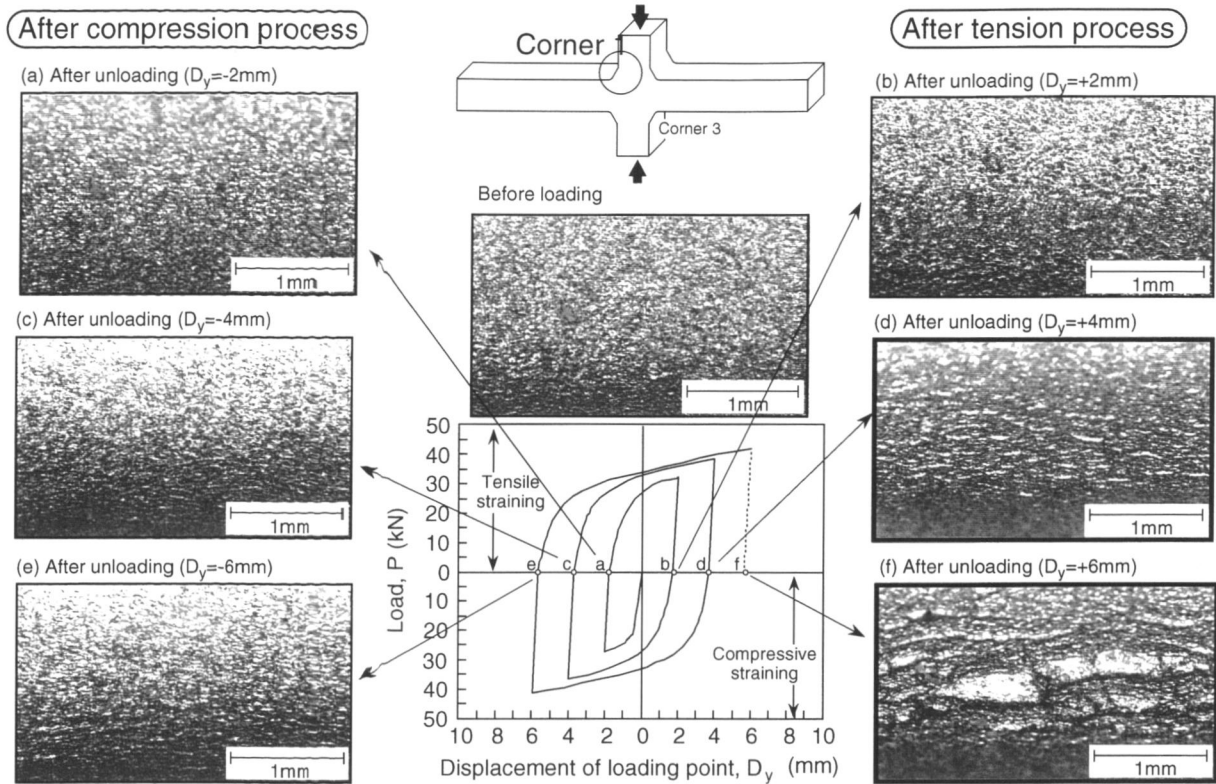 After compression process
After tension process
Corner 1
Corner 3
(a) After unloading (Dy=-2mm)
1mm
(b) After unloading (Dy=+2mm)
1mm
Before loading
1mm
(c) After unloading (Dy=-4mm)
1mm
(d) After unloading (Dy=+4mm)
1mm
(e) After unloading (Dy=-6mm)
1mm
(f) After unloading (Dy=+6mm)
1mm
50
40
30
20
10
0
10
20
30
40
50
Load, P (kN)
Tensile
straining
e c a b d f
Compressive
straining
10 8 6 4 2 0 2 4 6 8 10
Displacement of loading point, Dy (mm)